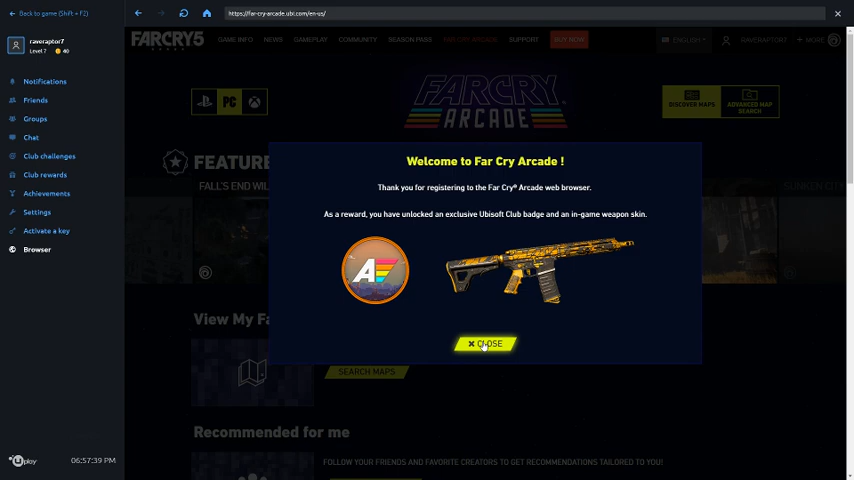 Back to game (Shift + F2)
https://far-cry-arcade.ubi.com/en-us/
raveraptor7
Level 7
40
Notifications
Friends
Groups
Chat
Club challenges
Club rewards
Achievements
Settings
Activate a key
Browser
uplay
06:57:39 PM
FARCRY5
GAME INFO
NEWS
GAMEPLAY
COMMUNITY
SEASON PASS
FAR CRY ARCADE
SUPPORT
BUY NOW
ENGLISH
RAVERAPTOR7
+ MORE
PC
FARCRY
ARCADE
DISCOVER MAPS
ADVANCED MAP SEARCH
FEATURE
FALL'S END WIL
SUNKEN CITY
Welcome to Far Cry Arcade !
Thank you for registering to the Far Cry® Arcade web browser.
As a reward, you have unlocked an exclusive Ubisoft Club badge and an in-game weapon skin.
A
CLOSE
View My Fa
SEARCH MAPS
Recommended for me
FOLLOW YOUR FRIENDS AND FAVORITE CREATORS TO GET RECOMMENDATIONS TAILORED TO YOU!